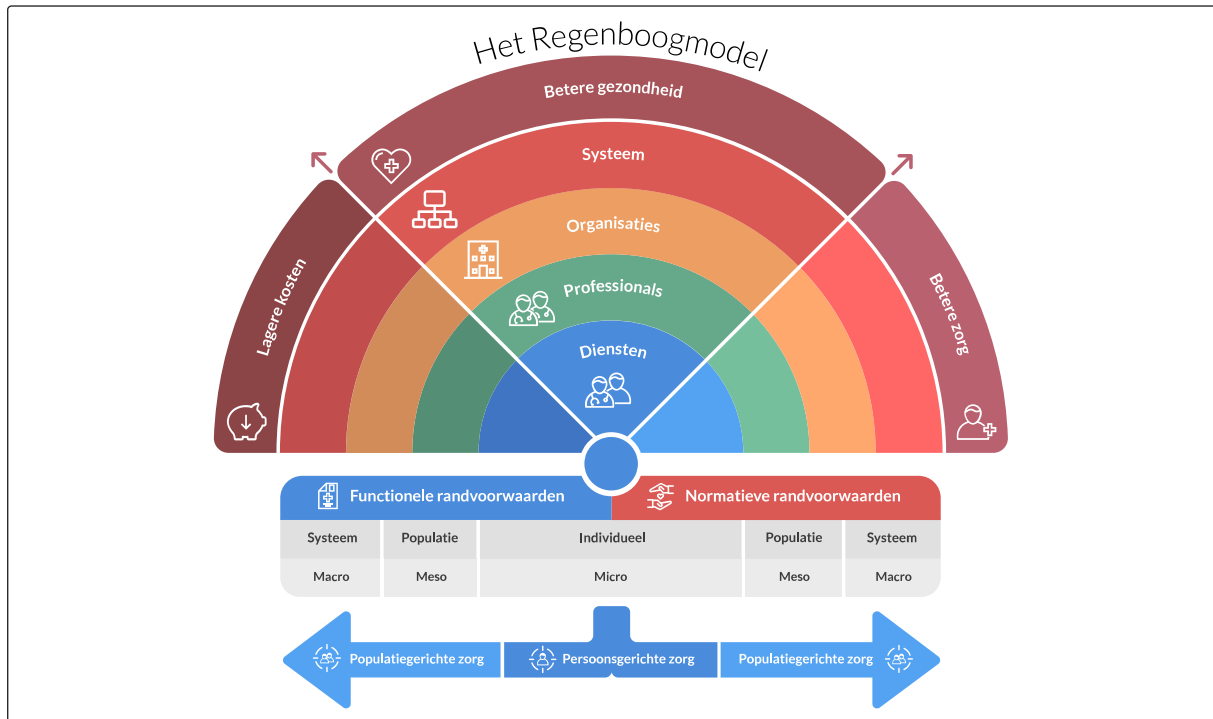 Het Regenboogmodel
Betere gezondheid
Systeem
Organisaties
Lagere kosten
Professionals
Betere zorg
Diensten
Functionele randvoorwaarden
Normatieve randvoorwaarden
Systeem Populatie Individueel Populatie Systeem
Macro Meso Micro Meso Macro
Populatiegerichte zorg Persoonsgerichte zorg Populatiegerichte zorg